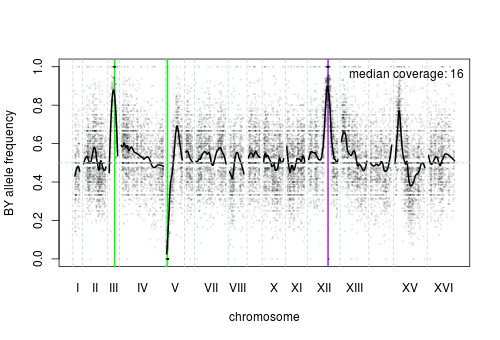 median coverage: 16
BY allele frequency
1.0
0.8
0.6
0.4
0.2
0.0
I II III IV V VII VIII X XI XII XIII XV XVI
chromosome